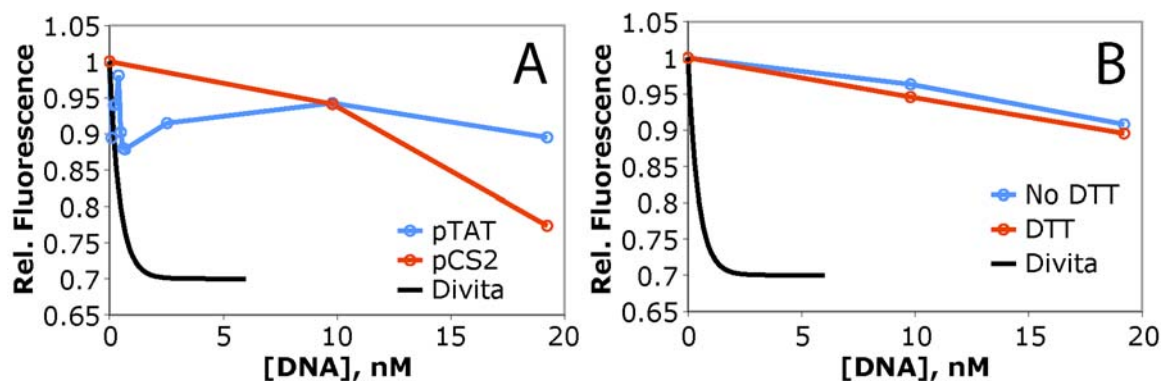 A
Rel. Fluorescence
1.05
1
0.95
0.9
0.85
0.8
0.75
0.7
0.65
pTAT
pCS2
Divita
0 5 10 15 20
[DNA], nM
B
Rel. Fluorescence
1.05
1
0.95
0.9
0.85
0.8
0.75
0.7
0.65
No DTT
DTT
Divita
0 5 10 15 20
[DNA], nM